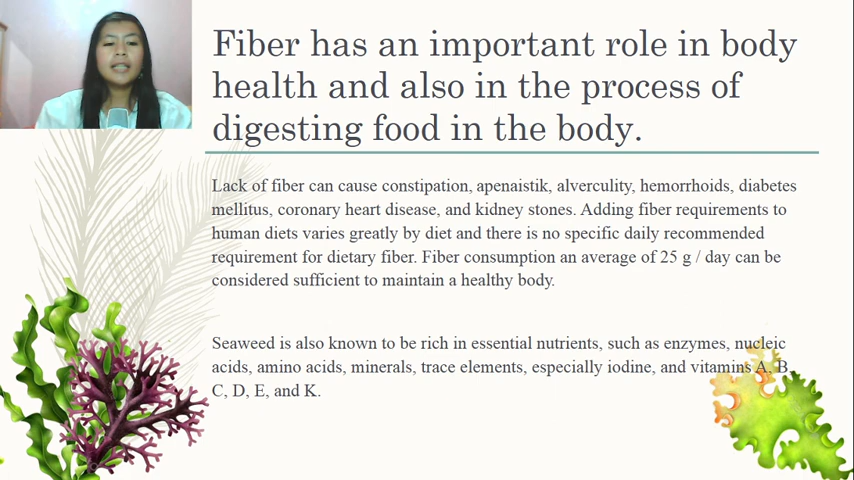 Fiber has an important role in body
health and also in the process of
digesting food in the body.
Lack of fiber can cause constipation, apenaistik, alverculity, hemorrhoids, diabetes
mellitus, coronary heart disease, and kidney stones. Adding fiber requirements to
human diets varies greatly by diet and there is no specific daily recommended
requirement for dietary fiber. Fiber consumption an average of 25 g / day can be
considered sufficient to maintain a healthy body.
Seaweed is also known to be rich in essential nutrients, such as enzymes, nucleic
acids, amino acids, minerals, trace elements, especially iodine, and vitamins A, B,
C, D, E, and K.